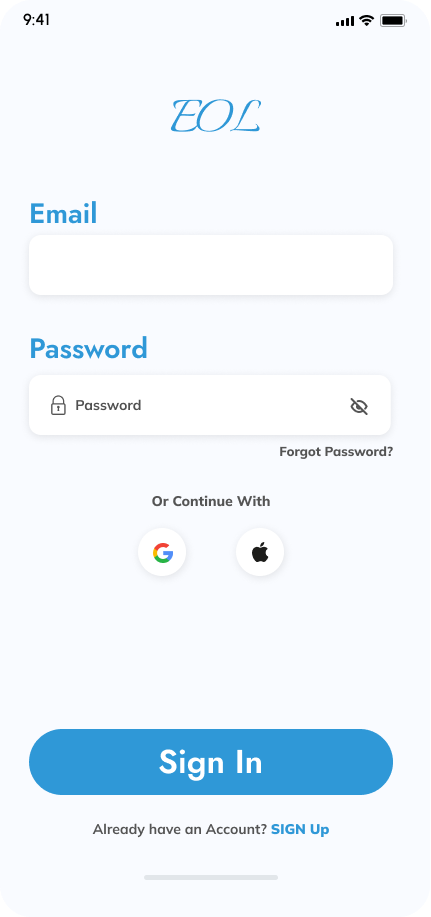 9:41
EOL
Email
Password
Password
Forgot Password?
Or Continue With
Sign In
Already have an Account? SIGN Up